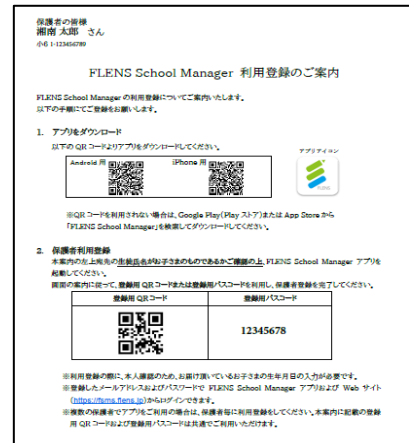 保護者の皆様
湘南 太郎 さん
小6 1-123456789
FLENS School Manager 利用登録のご案内
FLENS School Manager の利用登録についてご案内いたします。
以下の手順にてご登録をお願いします。
1. アプリをダウンロード
以下の QR コードよりアプリをダウンロードしてください。
アプリアイコン
Android 用
iPhone 用
FLENS
※QR コードを利用されない場合は、Google Play(Play ストア)または App Store から
「FLENS School Manager」を検索してダウンロードしてください。
2. 保護者利用登録
本案内の左上宛先の生徒氏名がお子さまのものであるかご確認の上、FLENS School Manager アプリを
起動してください。
画面の案内に従って、登録用 QR コードまたは登録用パスコードを利用し、保護者登録を完了してください。
登録用 QR コード
登録用パスコード
12345678
※利用登録の際に、本人確認のため、お届け頂いているお子さまの生年月日の入力が必要です。
※登録したメールアドレスおよびパスワードで FLENS School Manager アプリおよび Web サイト
(https://fsms.flens.jp)からログインできます。
※複数の保護者でアプリをご利用の場合は、保護者毎に利用登録をしてください。本案内に記載の登録
用 QR コードおよび登録用パスコードは共通でご利用いただけます。